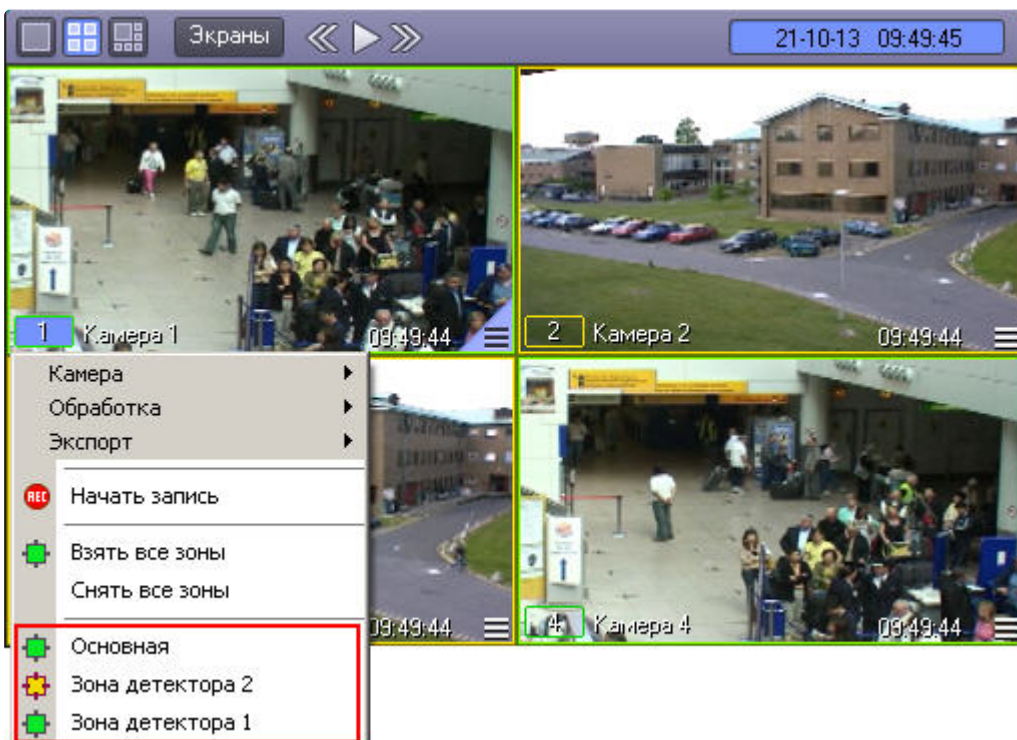 Экраны
21-10-13 09:49:45
1 Камера 1 09:49:44
2 Камера 2 09:49:44
Камера
Обработка
Экспорт
REC Начать запись
Взять все зоны
Снять все зоны
09:49:44
4 Камера 4 09:49:44
Основная
Зона детектора 2
Зона детектора 1